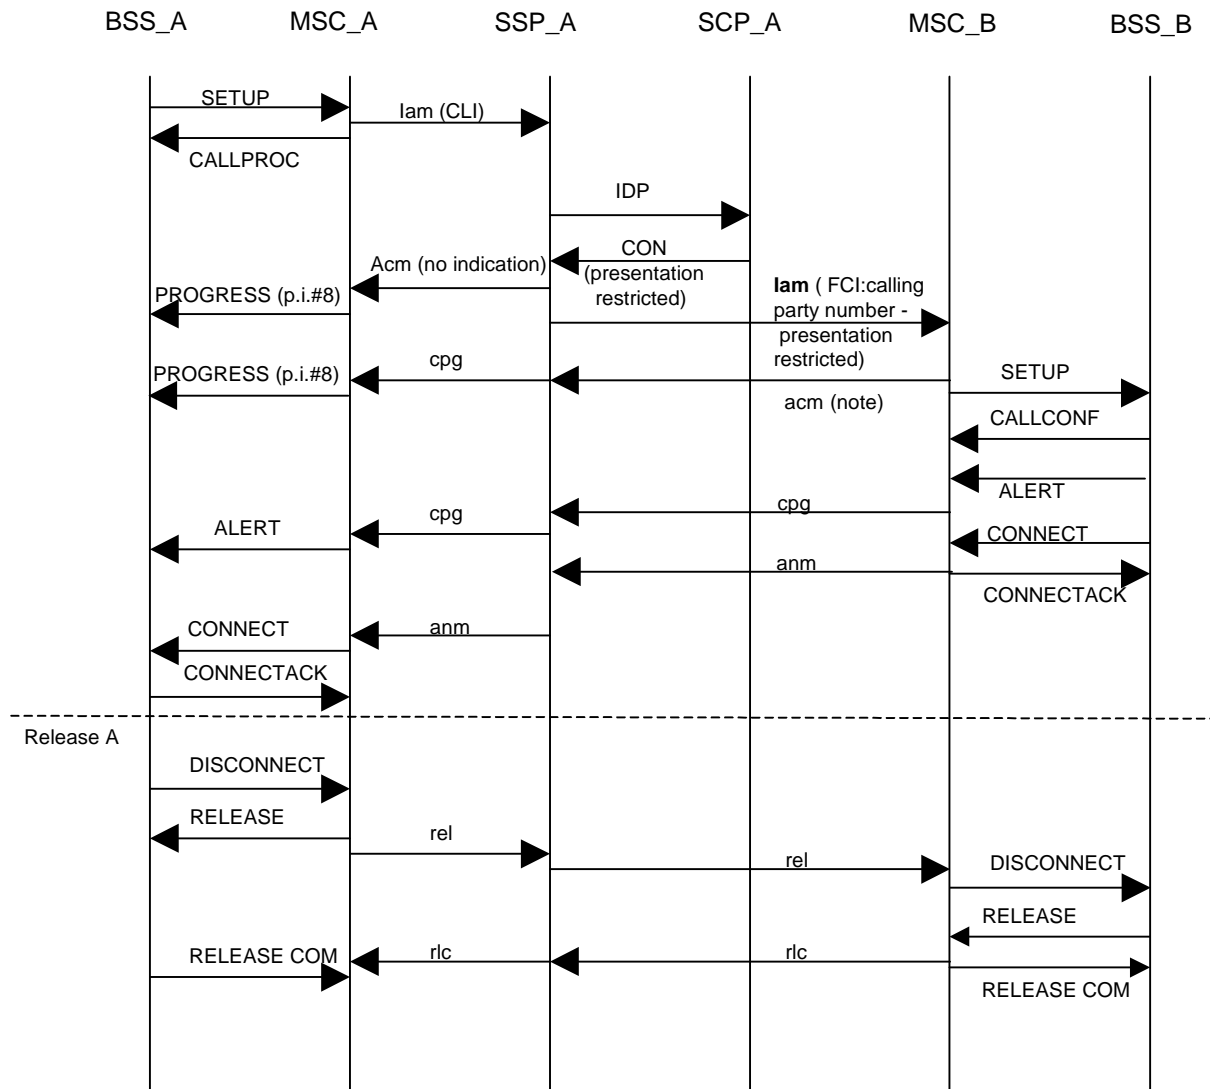 BSS_A MSC_A SSP_A SCP_A MSC_B BSS_B
SETUP
Iam (CLI)
CALLPROC
IDP
CON
Acm (no indication)
(presentation
restricted)
PROGRESS (p.i.#8)
Iam ( FCI:calling
party number -
presentation
restricted)
cpg
PROGRESS (p.i.#8)
SETUP
acm (note)
CALLCONF
ALERT
cpg
cpg
ALERT
CONNECT
anm
CONNECTACK
anm
CONNECT
CONNECTACK
Release A
DISCONNECT
RELEASE
rel
rel
DISCONNECT
RELEASE
RELEASE COM
rlc
rlc
RELEASE COM